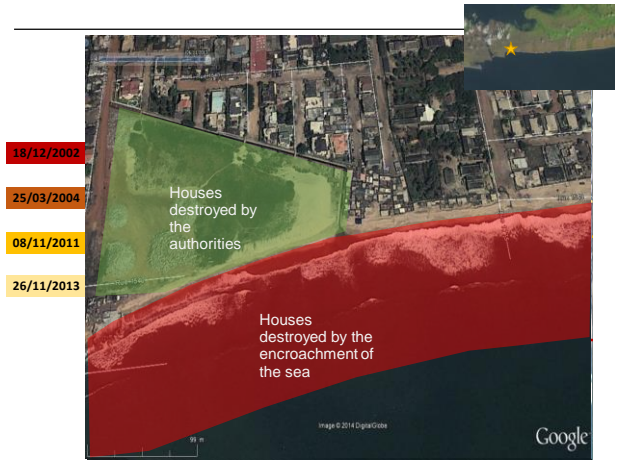 18/12/2002
25/03/2004
08/11/2011
26/11/2013
Houses
destroyed by
the
authorities
Houses
destroyed by the
encroachment of
the sea
Image © 2014 DigitalGlobe
99 m
Google